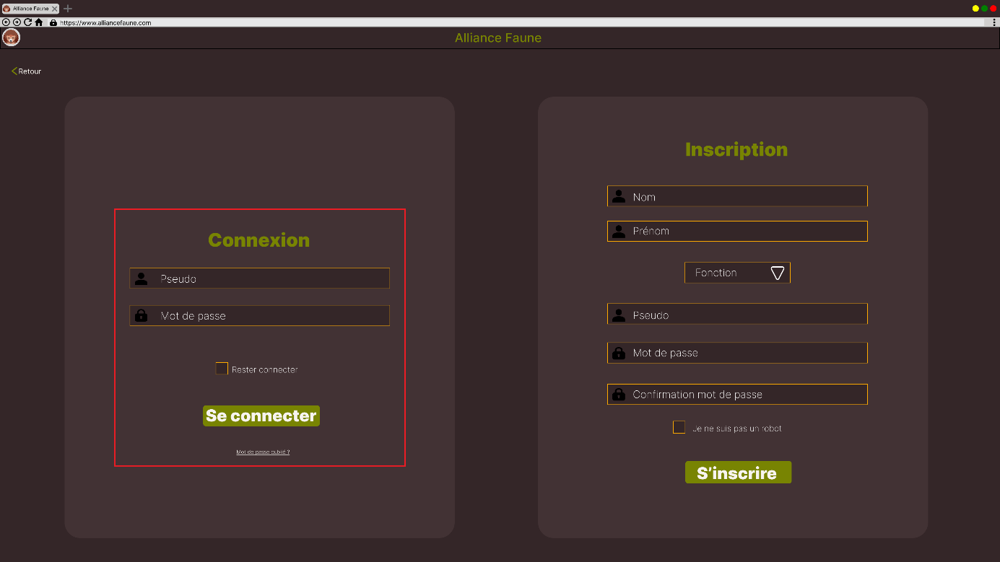 Alliance Faune
https://www.alliancefaune.com
Alliance Faune
Retour
Connexion
Pseudo
Mot de passe
Rester connecter
Se connecter
Mot de passe oublié ?
Inscription
Nom
Prénom
Fonction
Pseudo
Mot de passe
Confirmation mot de passe
Je ne suis pas un robot
S'inscrire